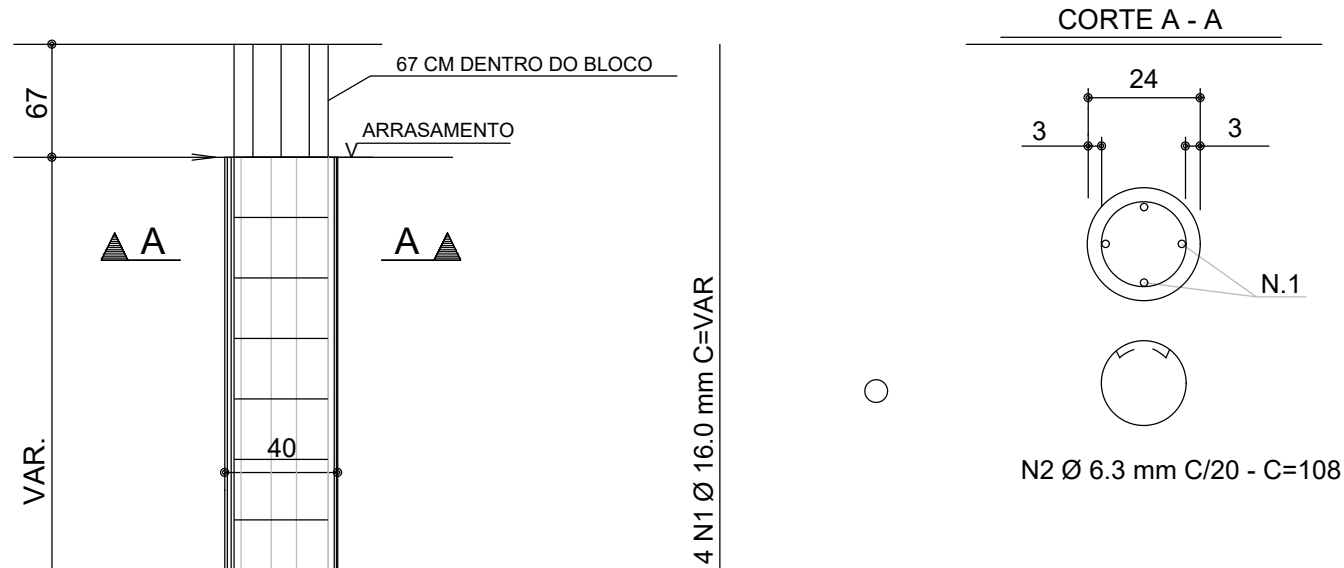 CORTE A - A
67 CM DENTRO DO BLOCO
67
ARRASAMENTO
24
3
3
A
A
N.1
4 N1 Ø 16.0 mm C=VAR
40
VAR.
N2 Ø 6.3 mm C/20 - C=108